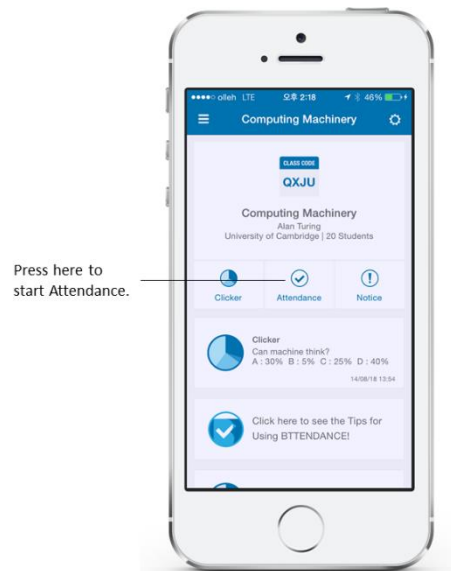 olleh LTE 오후 2:18 46%
Computing Machinery
CLASS CODE
QXJU
Computing Machinery
Alan Turing
University of Cambridge | 20 Students
Press here to
start Attendance.
Clicker Attendance Notice
Clicker
Can machine think?
A : 30% B : 5% C : 25% D : 40%
14/08/18 13:54
Click here to see the Tips for
Using BTTENDANCE!